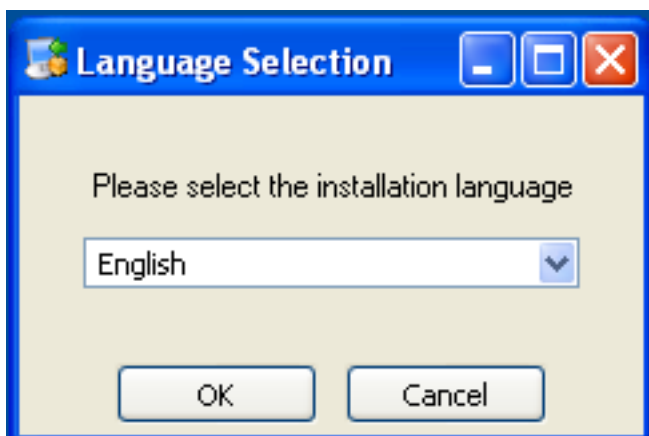 Language Selection
Please select the installation language
English
OK
Cancel